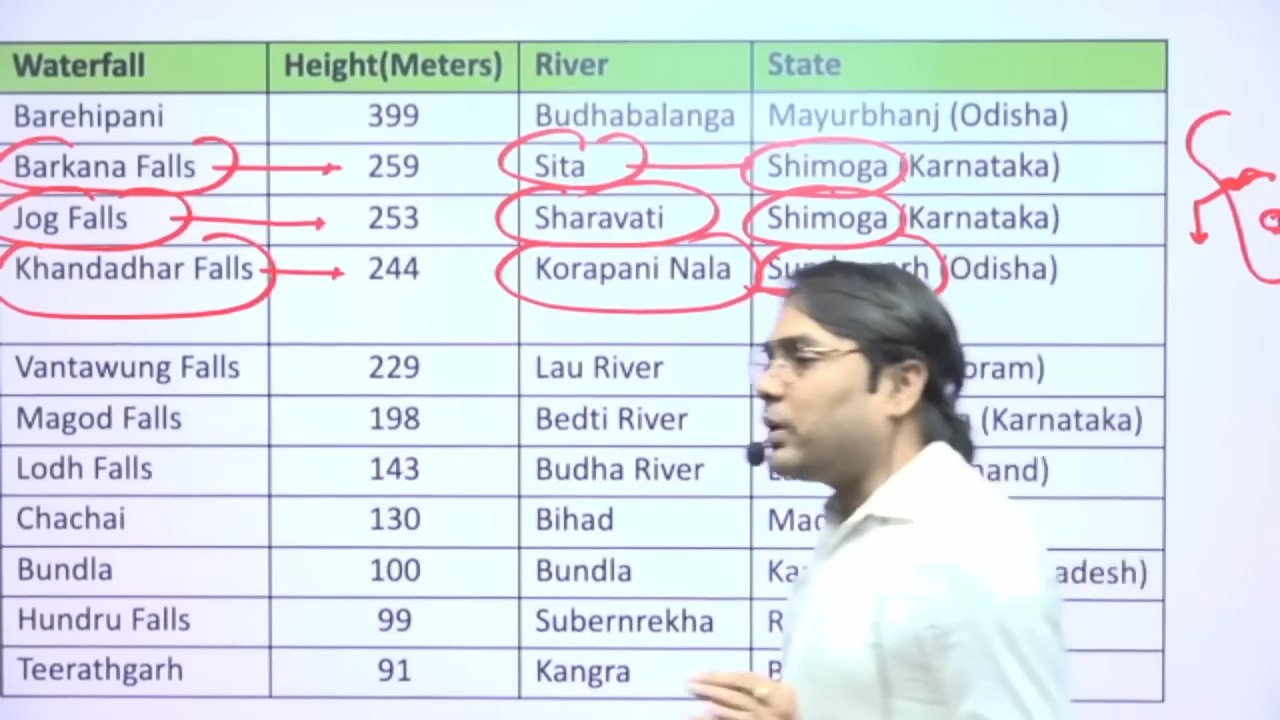 Waterfall Height(Meters) River State
Barehipani 399 Budhabalanga Mayurbhanj (Odisha)
Barkana Falls 259 Sita Shimoga (Karnataka)
Jog Falls 253 Sharavati Shimoga (Karnataka)
Khandadhar Falls 244 Korapani Nala (Odisha)
Vantawung Falls 229 Lau River
Magod Falls 198 Bedti River (Karnataka)
Lodh Falls 143 Budha River
Chachai 130 Bihad
Bundla 100 Bundla
Hundru Falls 99 Subernrekha
Teerathgarh 91 Kangra